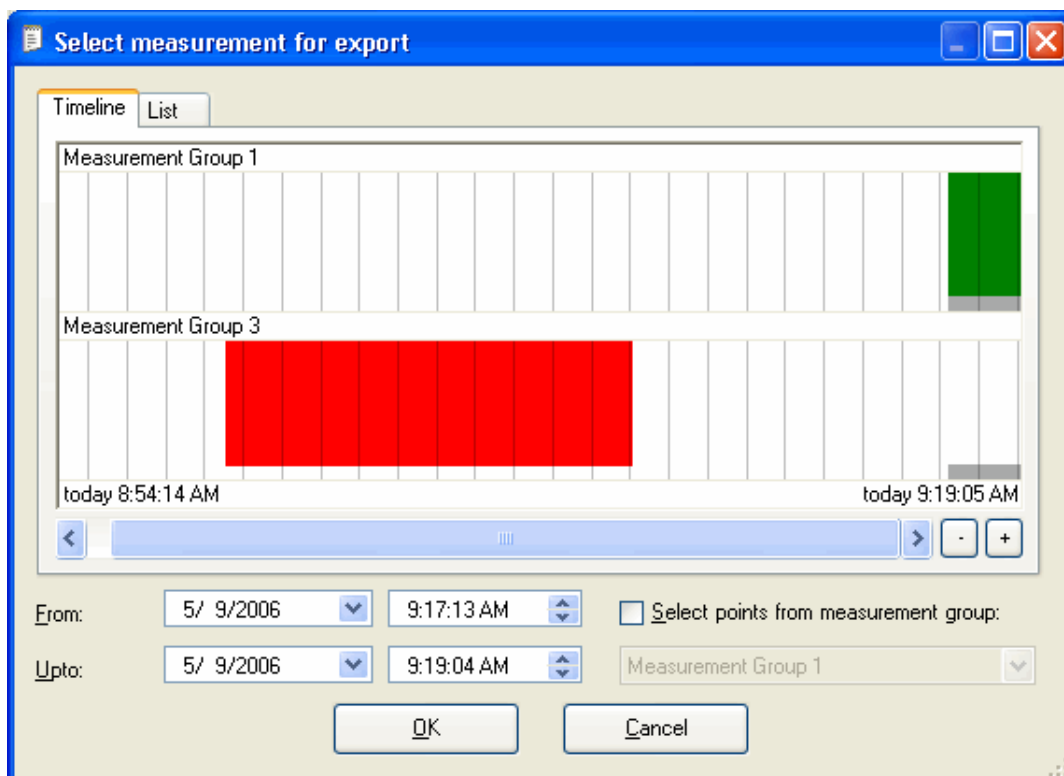 Select measurement for export
Timeline
List
Measurement Group 1
Measurement Group 3
today 8:54:14 AM
today 9:19:05 AM
-
+
From:
5/ 9/2006
9:17:13 AM
Select points from measurement group:
Upto:
5/ 9/2006
9:19:04 AM
Measurement Group 1
OK
Cancel